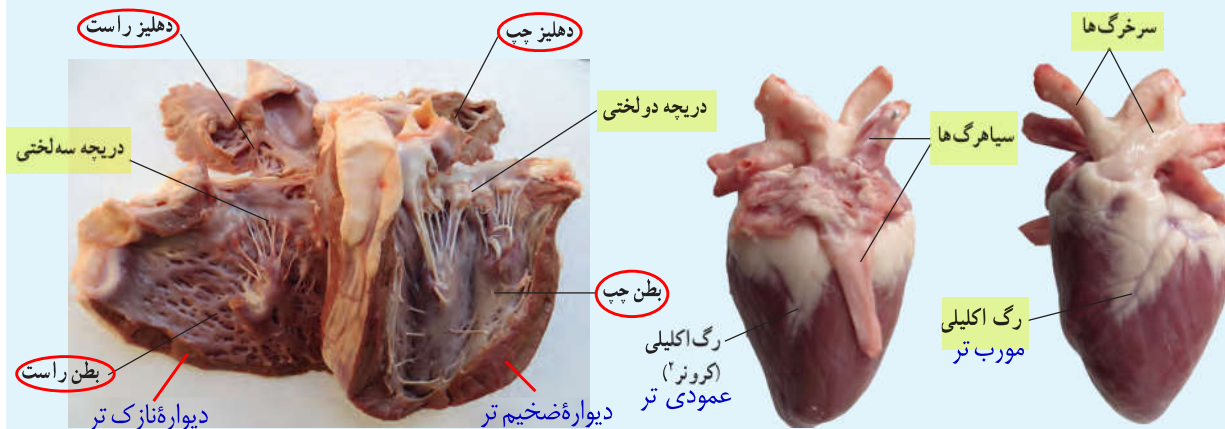 سرخرگ‌ها
دهلیز راست
دهلیز چپ
دریچه دولختی
سیاهرگ‌ها
دریچه سه‌لختی
بطن چپ
رگ اکلیلی
مورب تر
رگ اکلیلی
(کرونر۲)
عمودی تر
بطن راست
دیوارهٔ ضخیم تر
دیوارهٔ نازک تر